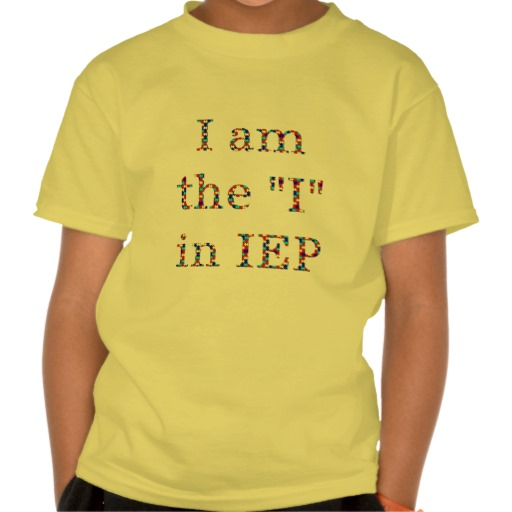 I am
the "I"
in IEP